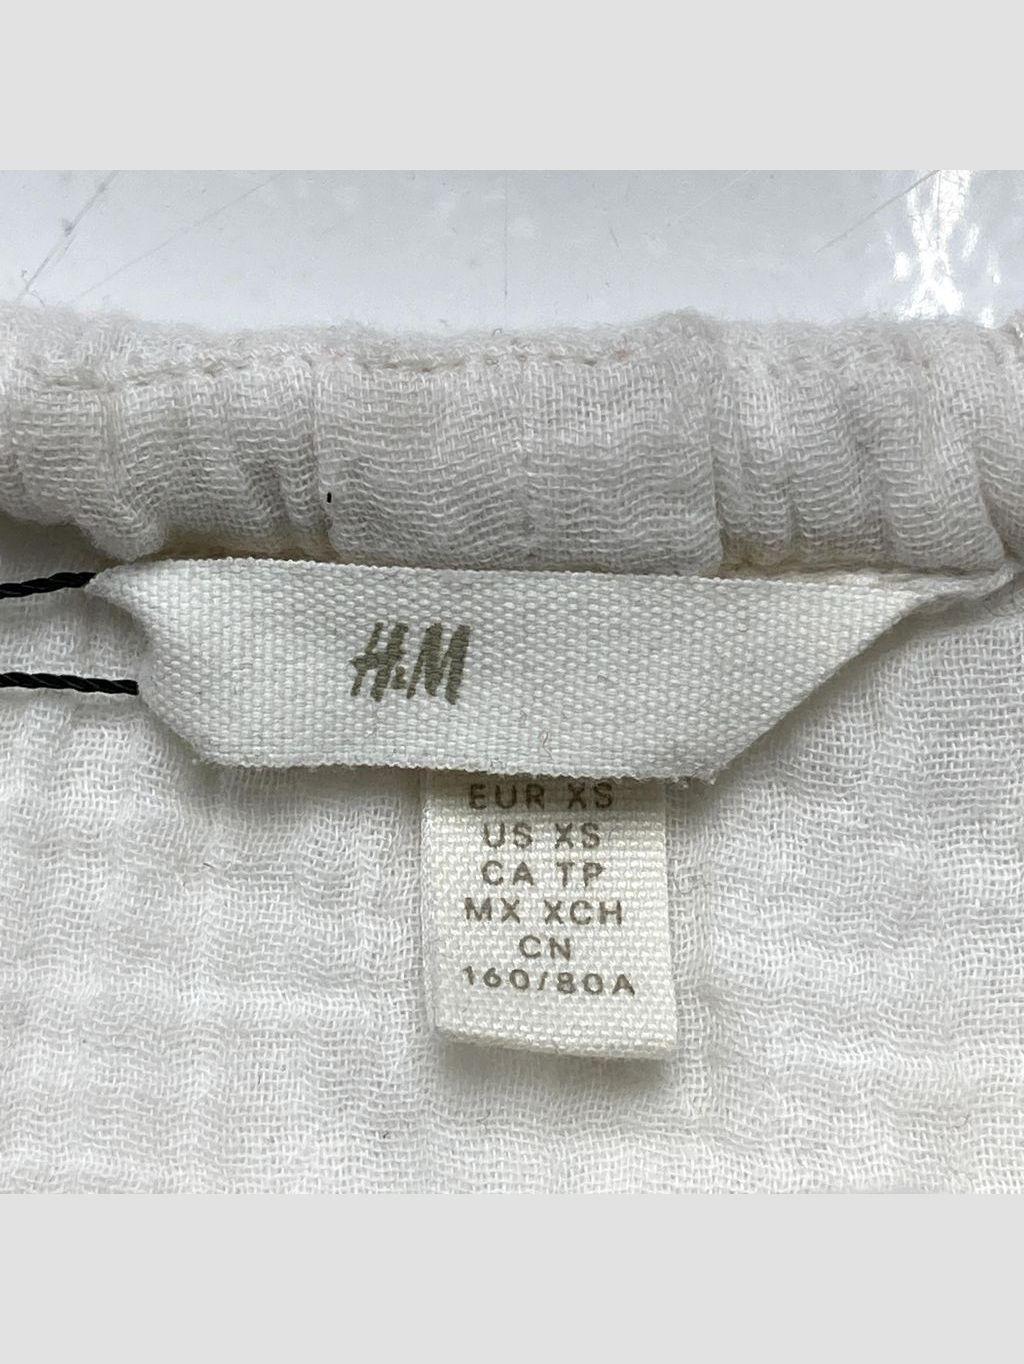 H&M
EUR XS
US XS
CA TP
MX XCH
CN
160/80A